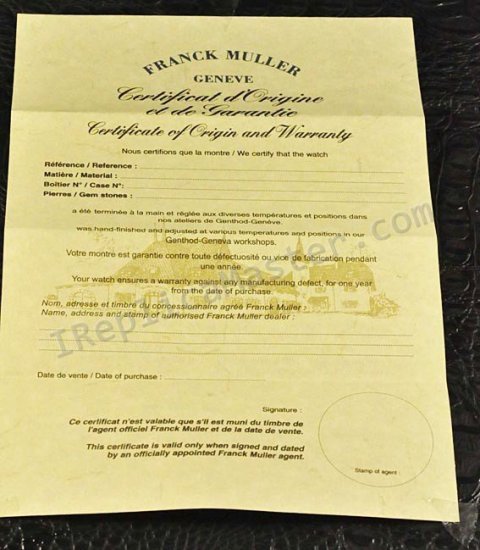 FRANCK MULLER
GENEVE
Certificat d'Origine
et de Garantie
Certificate of Origin and Warranty
Nous certifions que la montre / We certify that the watch
Référence / Reference :
Matière / Material :
Boîtier N° / Case N°:
Pierres / Gem stones :
a été terminée à la main et réglée aux diverses températures et positions dans
nos ateliers de Genthod-Genève.
was hand-finished and adjusted at various temperatures and positions in our
Genthod-Geneva workshops.
Votre montre est garantie contre toute défectuosité ou vice de fabrication pendant
une année.
Your watch ensures a warranty against any manufacturing defect, for one year
from the date of purchase.
Nom, adresse et timbre du concessionnaire agréé Franck Muller :
Name, address and stamp of authorised Franck Muller dealer :
Date de vente / Date of purchase :
Signature :
Ce certificat n'est valable que s'il est muni du timbre de
l'agent officiel Franck Muller et de la date de vente.
This certificate is valid only when signed and dated
by an officially appointed Franck Muller agent.
Stamp of agent
IReplicaMaster.com